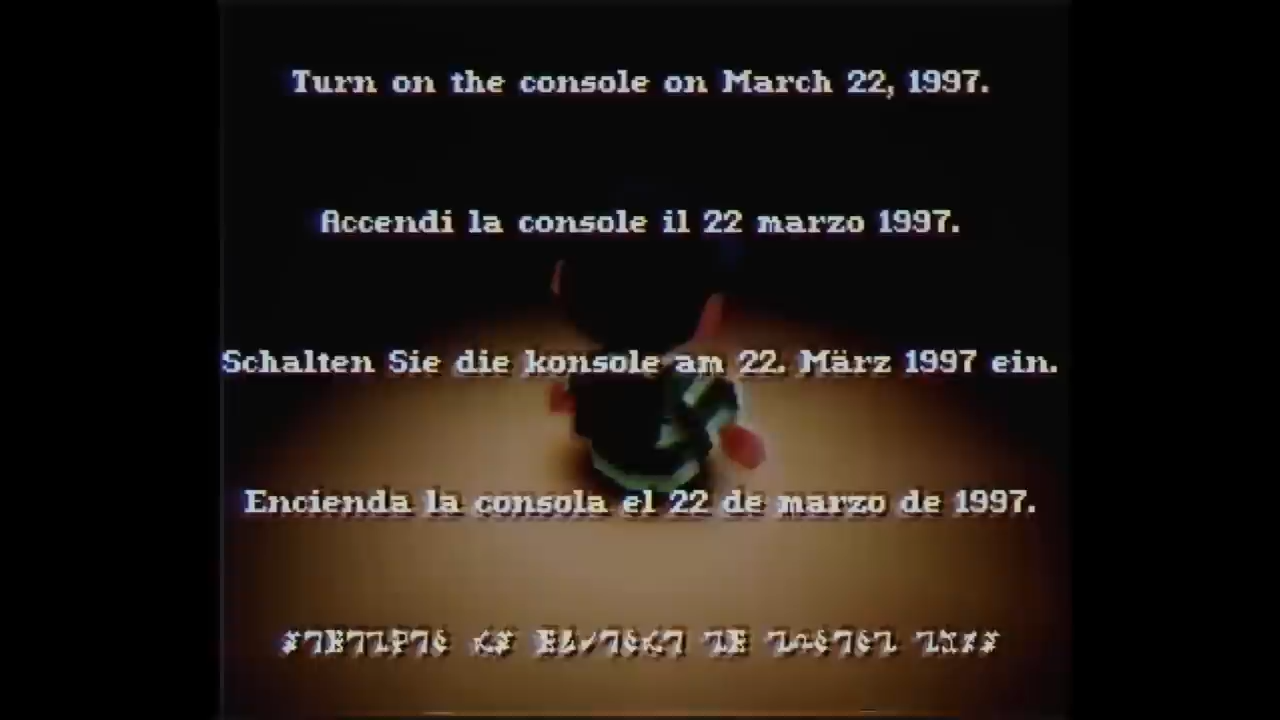 Turn on the console on March 22, 1997.
Accendi la console il 22 marzo 1997.
Schalten Sie die konsole am 22. März 1997 ein.
Encienda la consola el 22 de marzo de 1997.